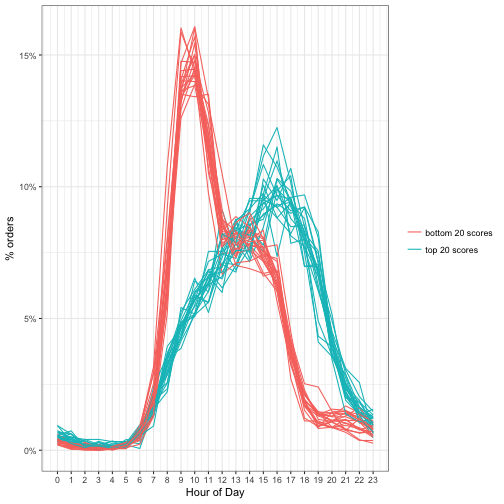 15%
10%
5%
0%
% orders
0 1 2 3 4 5 6 7 8 9 10 11 12 13 14 15 16 17 18 19 20 21 22 23
Hour of Day
bottom 20 scores
top 20 scores